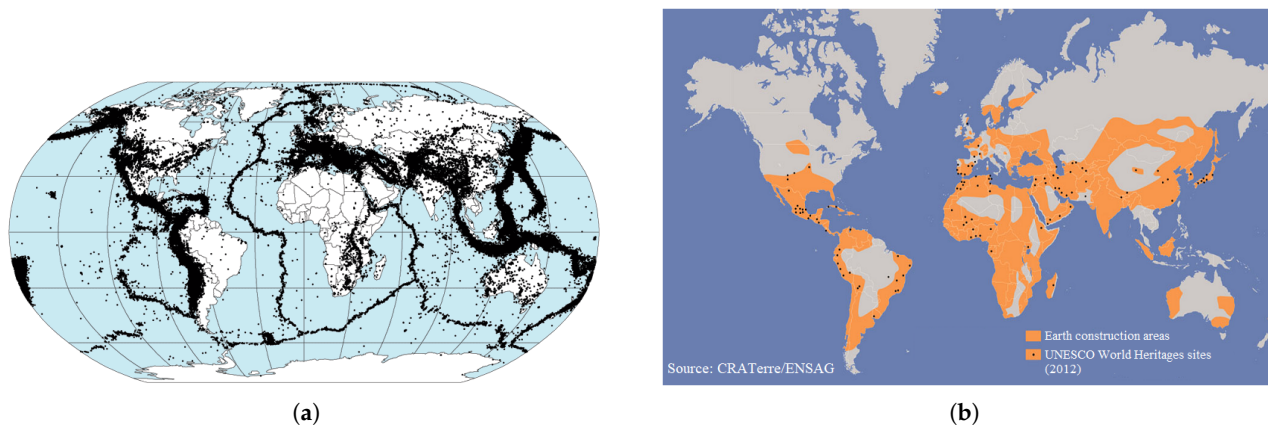 Earth construction areas
UNESCO World Heritages sites
(2012)
Source: CRATerre/ENSAG
(a)
(b)